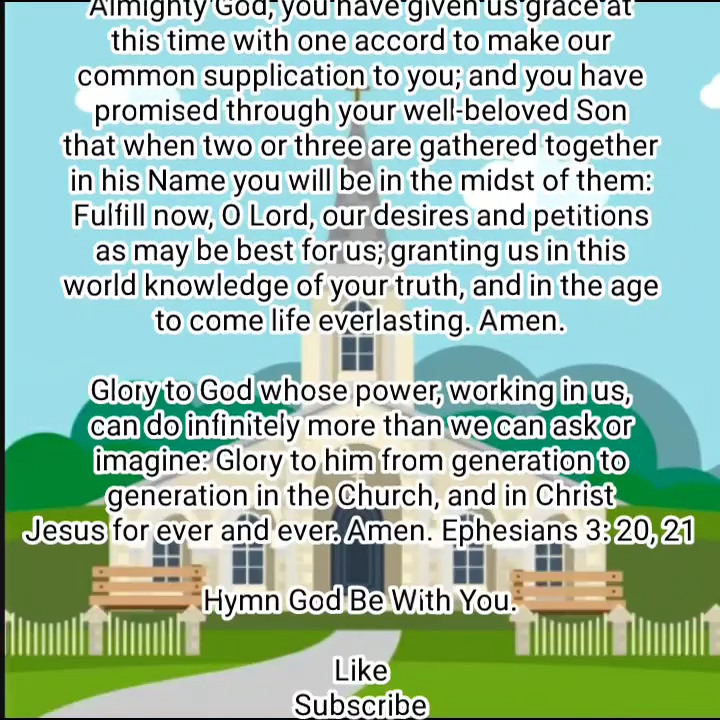 Almighty God, you have given us grace at
this time with one accord to make our
common supplication to you; and you have
promised through your well-beloved Son
that when two or three are gathered together
in his Name you will be in the midst of them:
Fulfill now, O Lord, our desires and petitions
as may be best for us; granting us in this
world knowledge of your truth, and in the age
to come life everlasting. Amen.
Glory to God whose power, working in us,
can do infinitely more than we can ask or
imagine: Glory to him from generation to
generation in the Church, and in Christ
Jesus for ever and ever. Amen. Ephesians 3: 20, 21
Hymn God Be With You.
Like
Subscribe